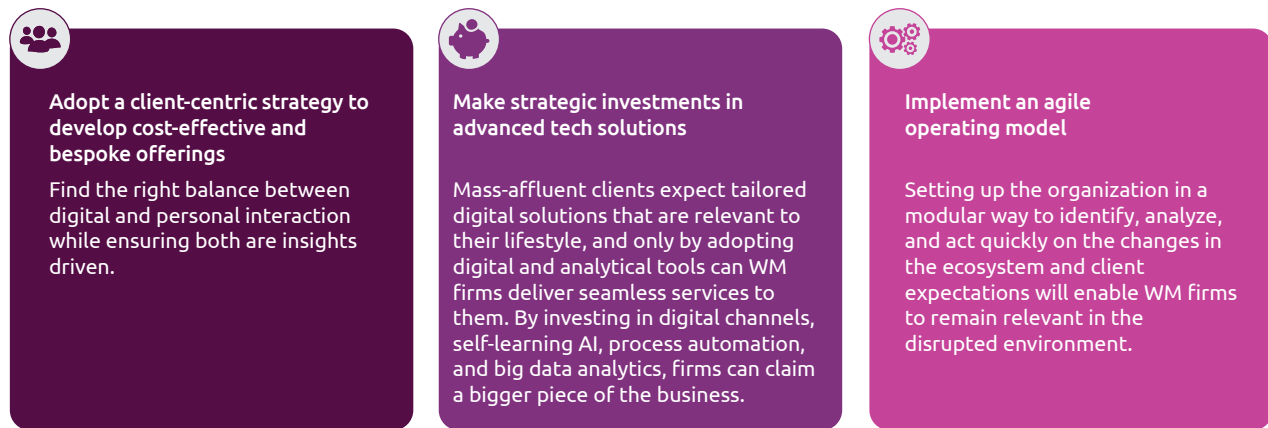 Adopt a client-centric strategy to
develop cost-effective and
bespoke offerings
Find the right balance between
digital and personal interaction
while ensuring both are insights
driven.
Make strategic investments in
advanced tech solutions
Mass-affluent clients expect tailored
digital solutions that are relevant to
their lifestyle, and only by adopting
digital and analytical tools can WM
firms deliver seamless services to
them. By investing in digital channels,
self-learning AI, process automation,
and big data analytics, firms can claim
a bigger piece of the business.
Implement an agile
operating model
Setting up the organization in a
modular way to identify, analyze,
and act quickly on the changes in
the ecosystem and client
expectations will enable WM firms
to remain relevant in the
disrupted environment.